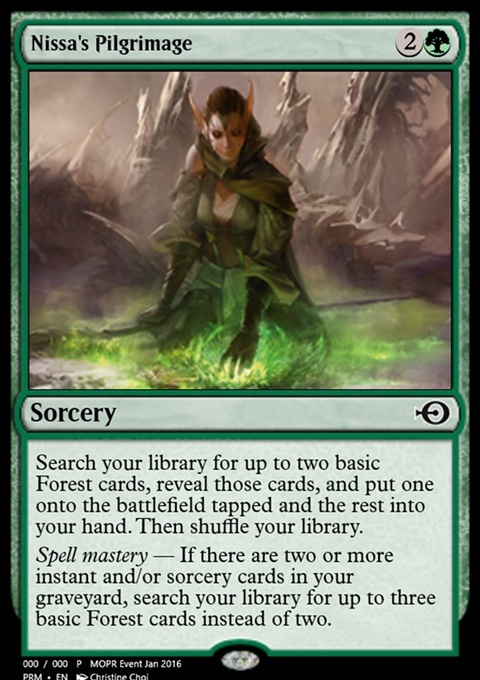 Nissa's Pilgrimage 2
Sorcery
Search your library for up to two basic
Forest cards, reveal those cards, and put one
onto the battlefield tapped and the rest into
your hand. Then shuffle your library.
Spell mastery — If there are two or more
instant and/or sorcery cards in your
graveyard, search your library for up to three
basic Forest cards instead of two.
000 / 000 P MOPR Event Jan 2016
PRM • EN Christine Choi